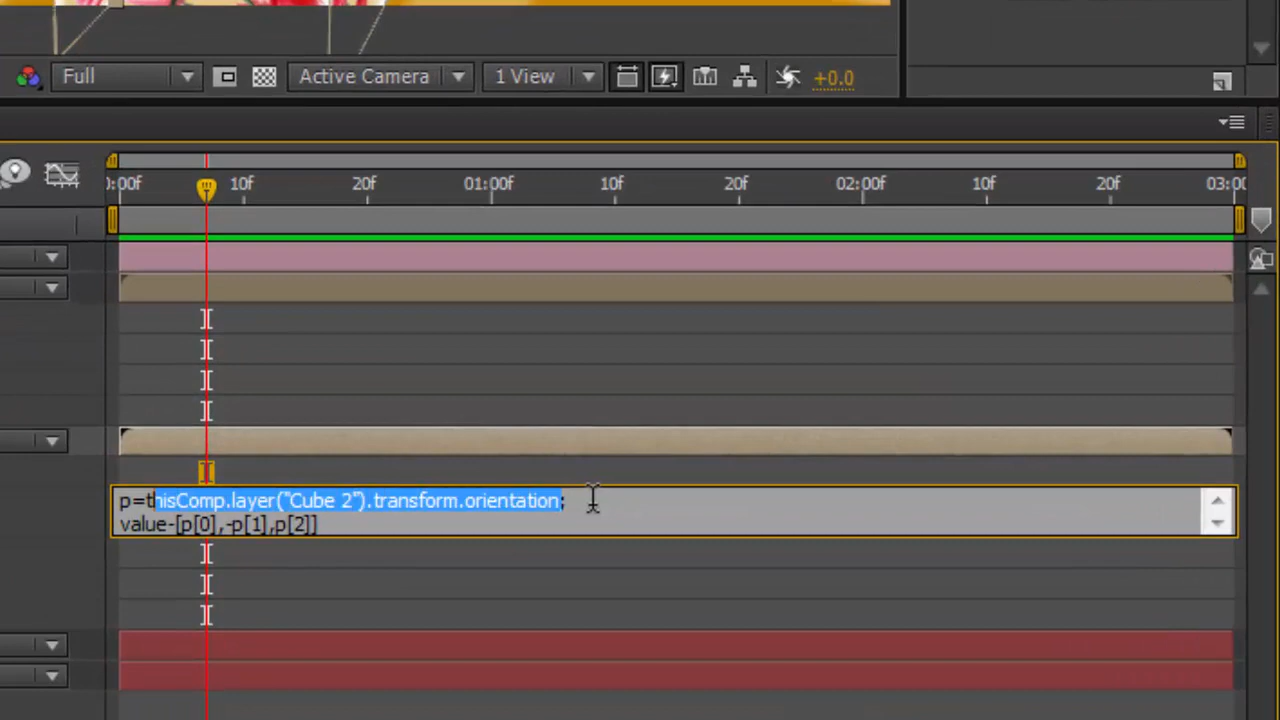 Full Active Camera 1 View +0.0
0:00f 10f 20f 01:00f 10f 20f 02:00f 10f 20f 03:00
p=thisComp.layer("Cube 2").transform.orientation;
value-[p[0],-p[1],p[2]]